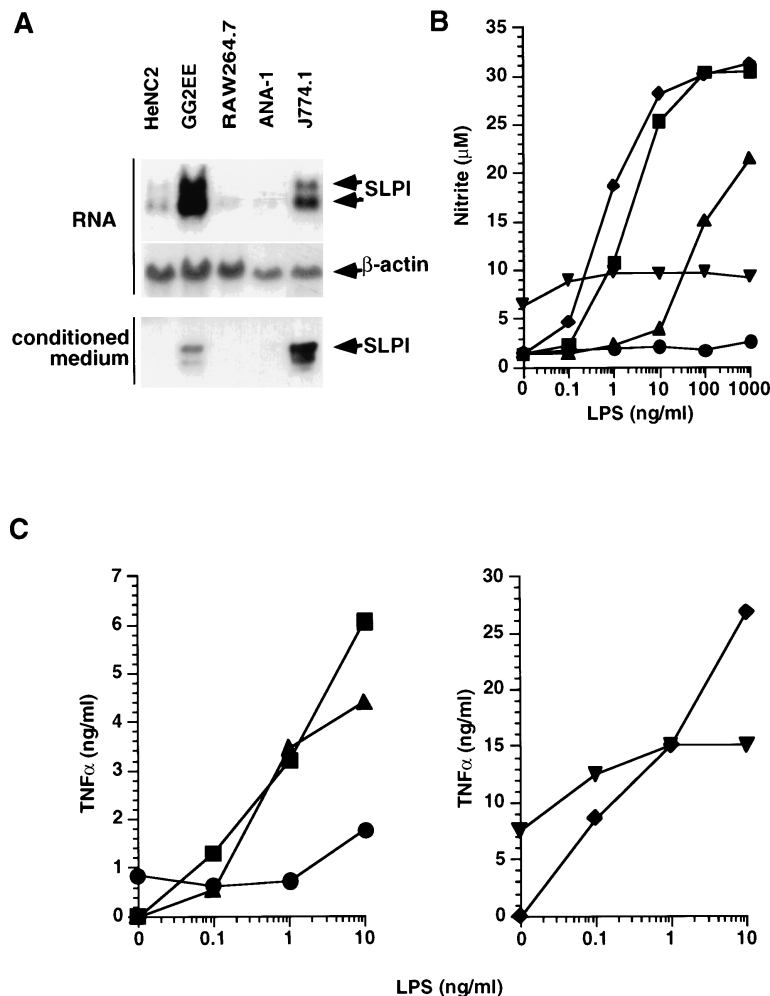 A
HeNC2
GG2EE
RAW264.7
ANA-1
J774.1
RNA
SLPI
β-actin
conditioned
medium
SLPI
B
Nitrite (μM)
35
30
25
20
15
10
5
0
0 0.1 1 10 100 1000
LPS (ng/ml)
C
TNFα (ng/ml)
7
6
5
4
3
2
1
0
0 0.1 1 10
TNFα (ng/ml)
30
25
20
15
10
5
0
0 0.1 1 10
LPS (ng/ml)